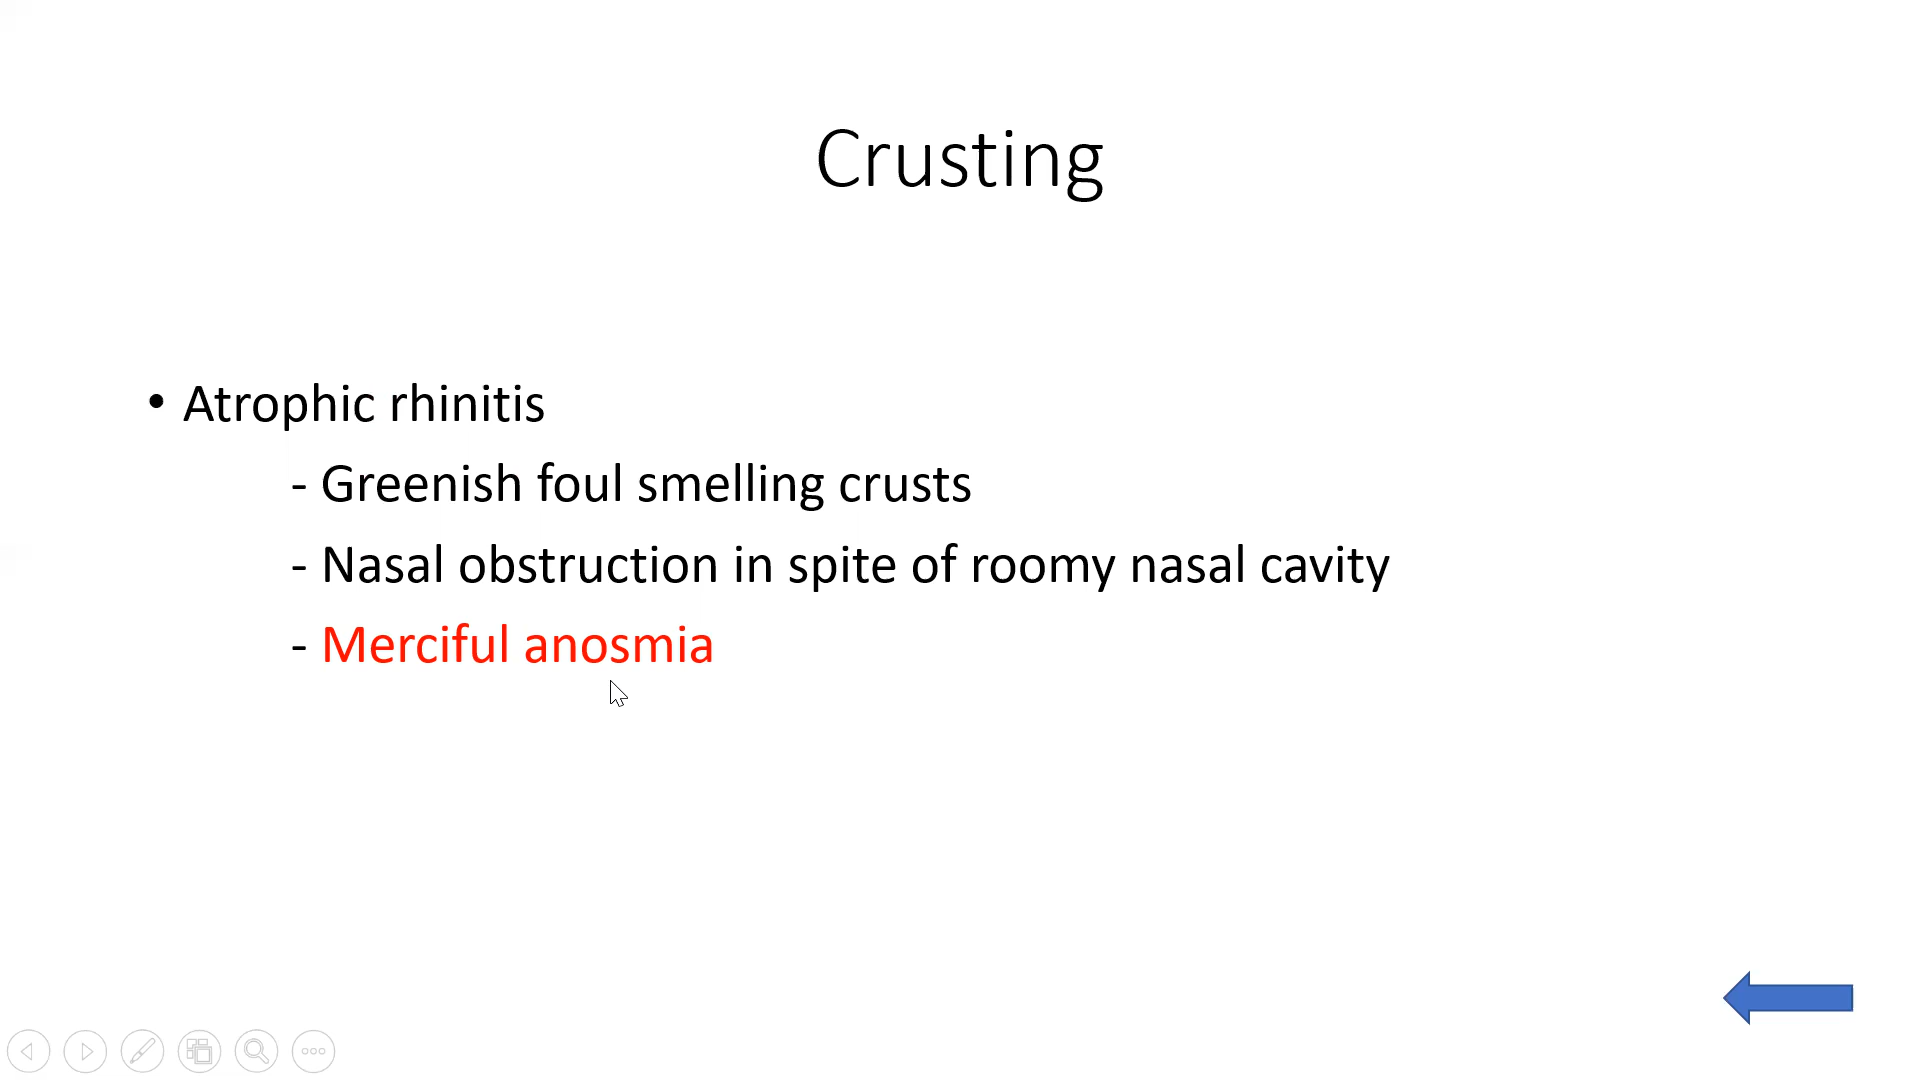 Crusting
• Atrophic rhinitis
- Greenish foul smelling crusts
- Nasal obstruction in spite of roomy nasal cavity
- Merciful anosmia